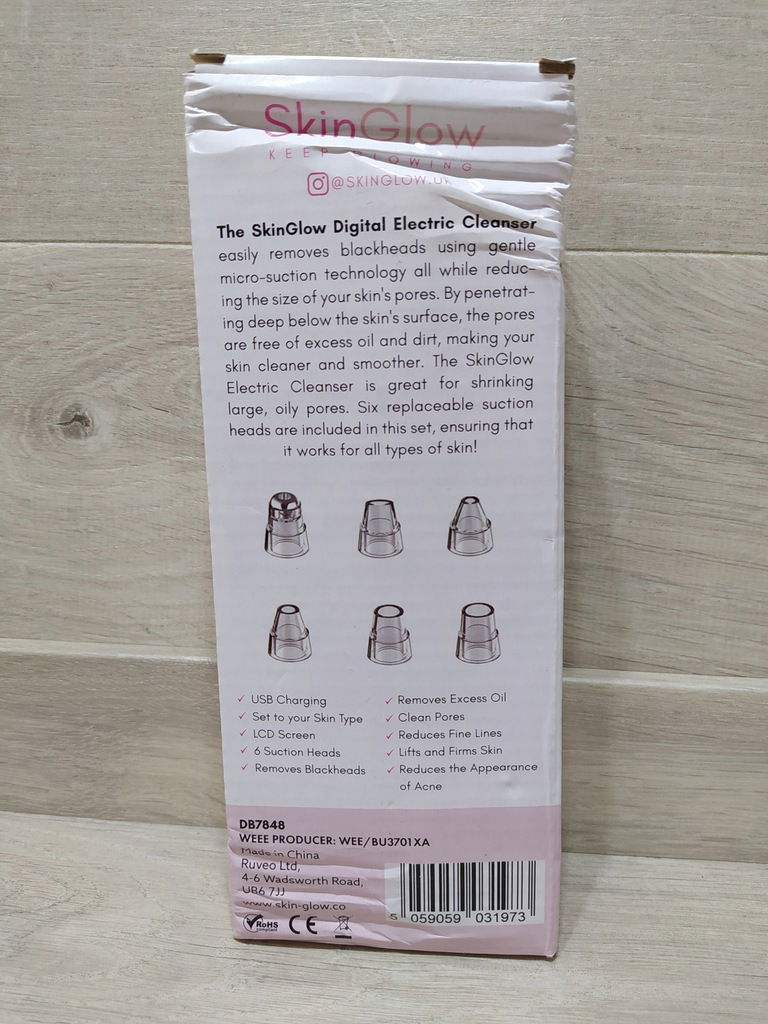 SkinGlow
KEEP GLOWING
@SKINGLOW.UK
The SkinGlow Digital Electric Cleanser
easily removes blackheads using gentle
micro-suction technology all while reduc-
ing the size of your skin's pores. By penetrat-
ing deep below the skin's surface, the pores
are free of excess oil and dirt, making your
skin cleaner and smoother. The SkinGlow
Electric Cleanser is great for shrinking
large, oily pores. Six replaceable suction
heads are included in this set, ensuring that
it works for all types of skin!
✓ USB Charging
✓ Set to your Skin Type
✓ LCD Screen
✓ 6 Suction Heads
✓ Removes Blackheads
✓ Removes Excess Oil
✓ Clean Pores
✓ Reduces Fine Lines
✓ Lifts and Firms Skin
✓ Reduces the Appearance
of Acne
DB7848
WEEE PRODUCER: WEE/BU3701XA
Made in China
Ruveo Ltd,
4-6 Wadsworth Road,
UB6 7JJ
www.skin-glow.co
RoHS
compliant
CE
5 059059 031973